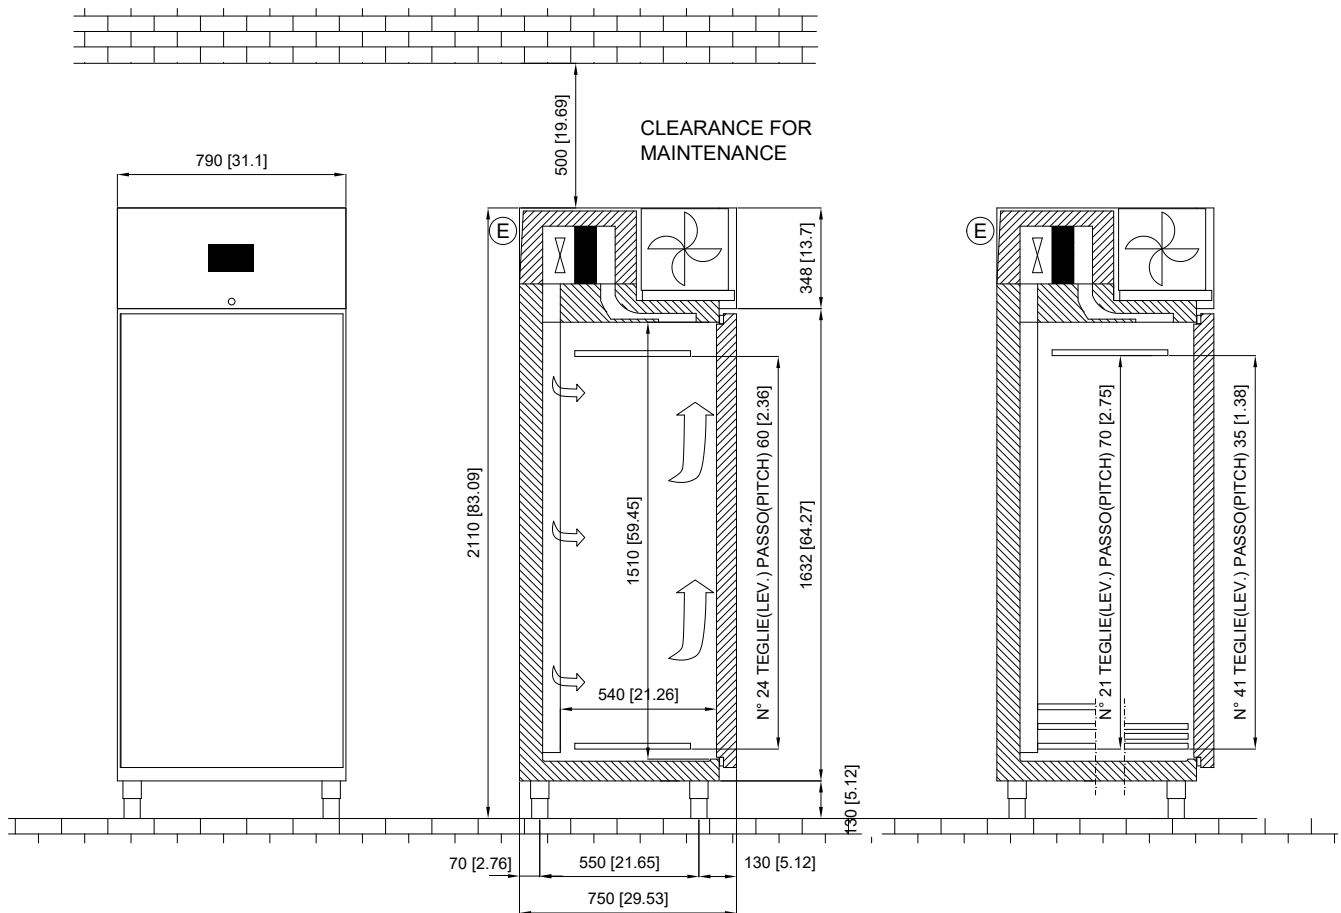 500 [19.69]
CLEARANCE FOR
MAINTENANCE
790 [31.1]
E
E
348 [13.7]
2110 [83.09]
1510 [59.45]
N° 24 TEGLIE(LEV.) PASSO(PITCH) 60 [2.36]
1632 [64.27]
N° 21 TEGLIE(LEV.) PASSO(PITCH) 70 [2.75]
N° 41 TEGLIE(LEV.) PASSO(PITCH) 35 [1.38]
540 [21.26]
130 [5.12]
70 [2.76]
550 [21.65]
130 [5.12]
750 [29.53]